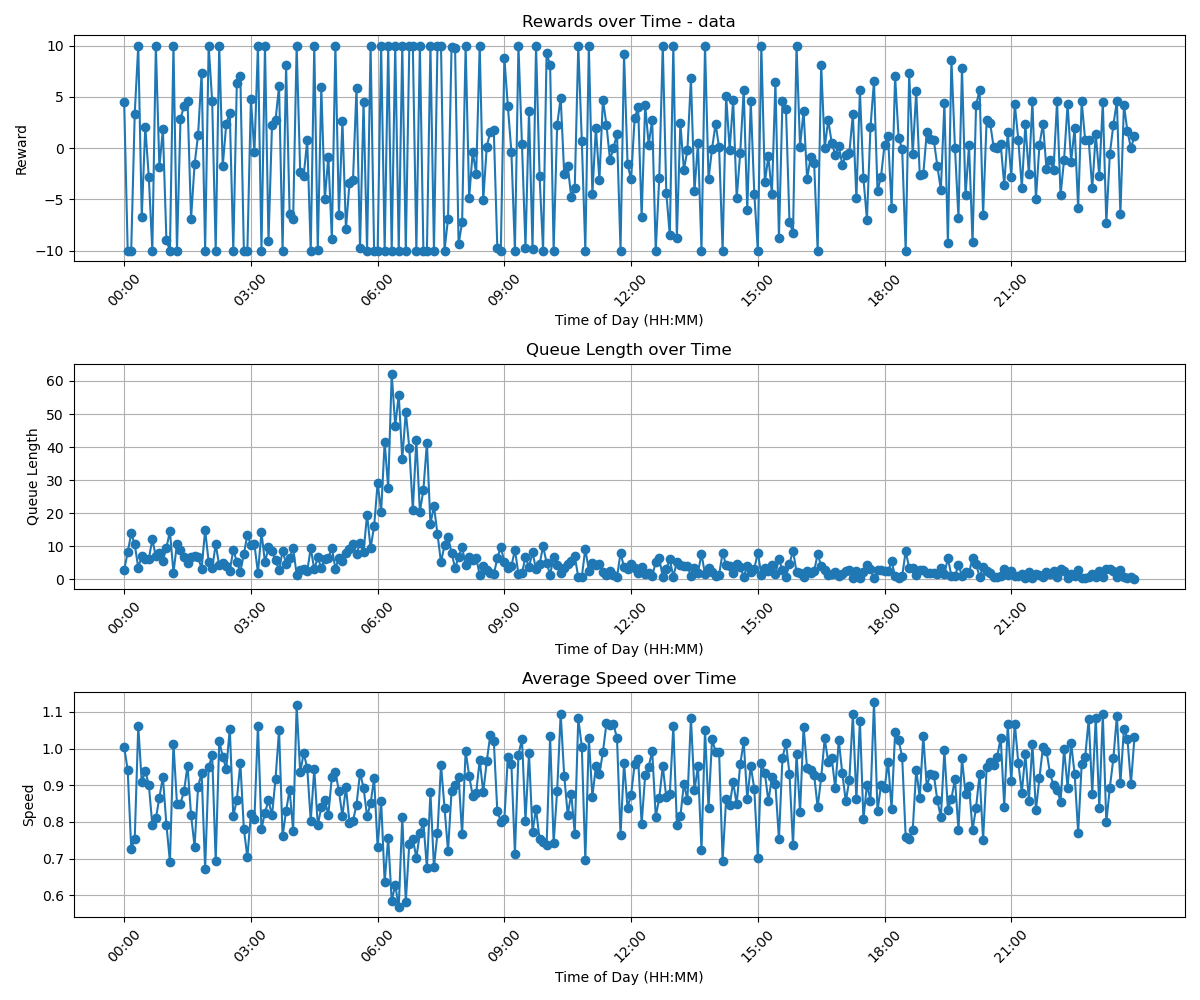 Rewards over Time - data
10
5
0
−5
−10
Reward
00:00 03:00 06:00 09:00 12:00 15:00 18:00 21:00
Time of Day (HH:MM)
Queue Length over Time
60
50
40
30
20
10
0
Queue Length
00:00 03:00 06:00 09:00 12:00 15:00 18:00 21:00
Time of Day (HH:MM)
Average Speed over Time
1.1
1.0
0.9
0.8
0.7
0.6
Speed
00:00 03:00 06:00 09:00 12:00 15:00 18:00 21:00
Time of Day (HH:MM)